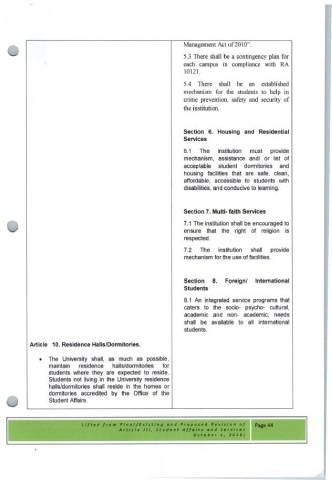 Management Act of 2010".
5.3 There shall be a contingency plan for
each campus in compliance with RA
10121.
5.4 There shall be an established
mechanism for the students to help in
crime prevention, safety and security of
the institution.
Section 6. Housing and Residential
Services
6.1 The institution must provide
mechanism, assistance and/ or list of
acceptable student dormitories and
housing facilities that are safe, clean,
affordable, accessible to students with
disabilities, and conducive to learning.
Section 7. Multi- faith Services
7.1 The institution shall be encouraged to
ensure that the right of religion is
respected.
7.2 The institution shall provide
mechanism for the use of facilities.
Section 8. Foreign/ International
Students
8.1 An integrated service programs that
caters to the socio- psycho- cultural,
academic and non- academic, needs
shall be available to all international
students.
Article 10. Residence Halls/Dormitories.
• The University shall, as much as possible,
maintain residence halls/dormitories for
students where they are expected to reside.
Students not living in the University residence
halls/dormitories shall reside in the homes or
dormitories accredited by the Office of the
Student Affairs.
Lifted from Final/Existing and Proposed Revision of
Article III, Student Affairs and Services
October 4, 2018|
Page 44